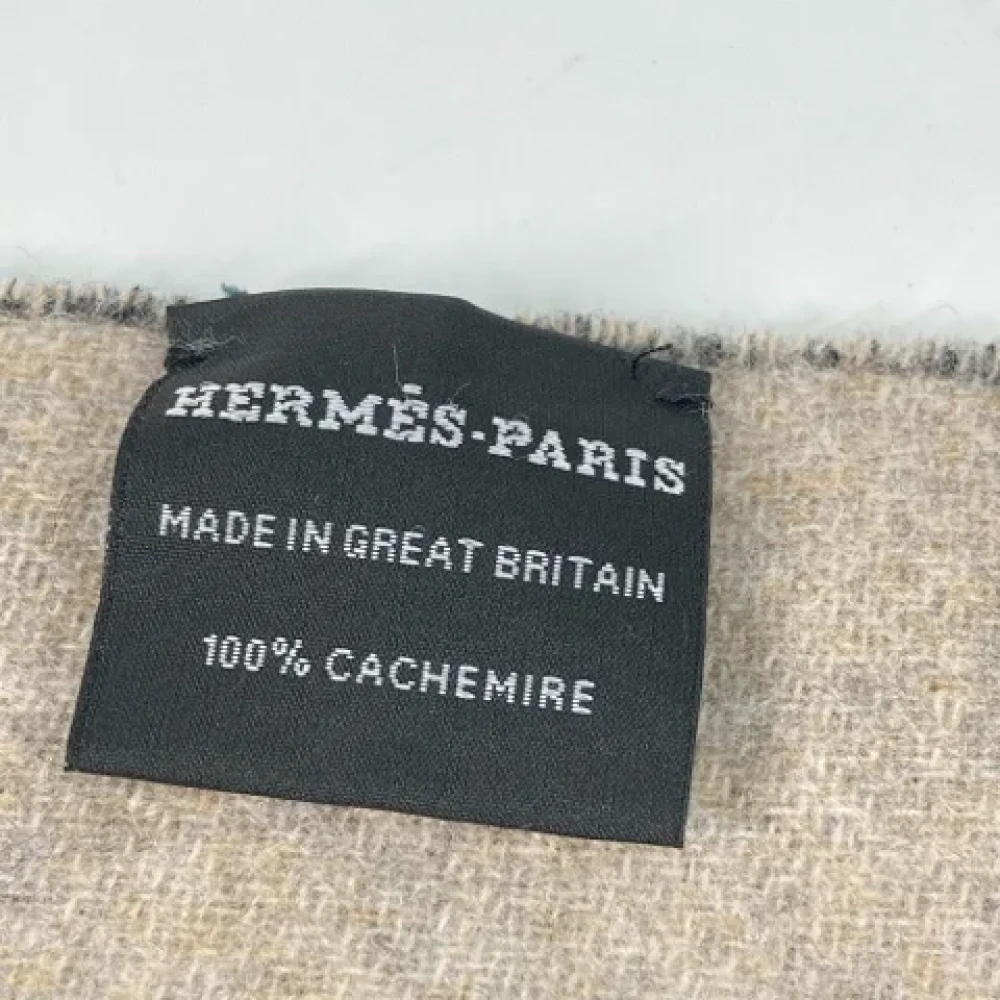 HERMÈS-PARIS
MADE IN GREAT BRITAIN
100% CACHEMIRE